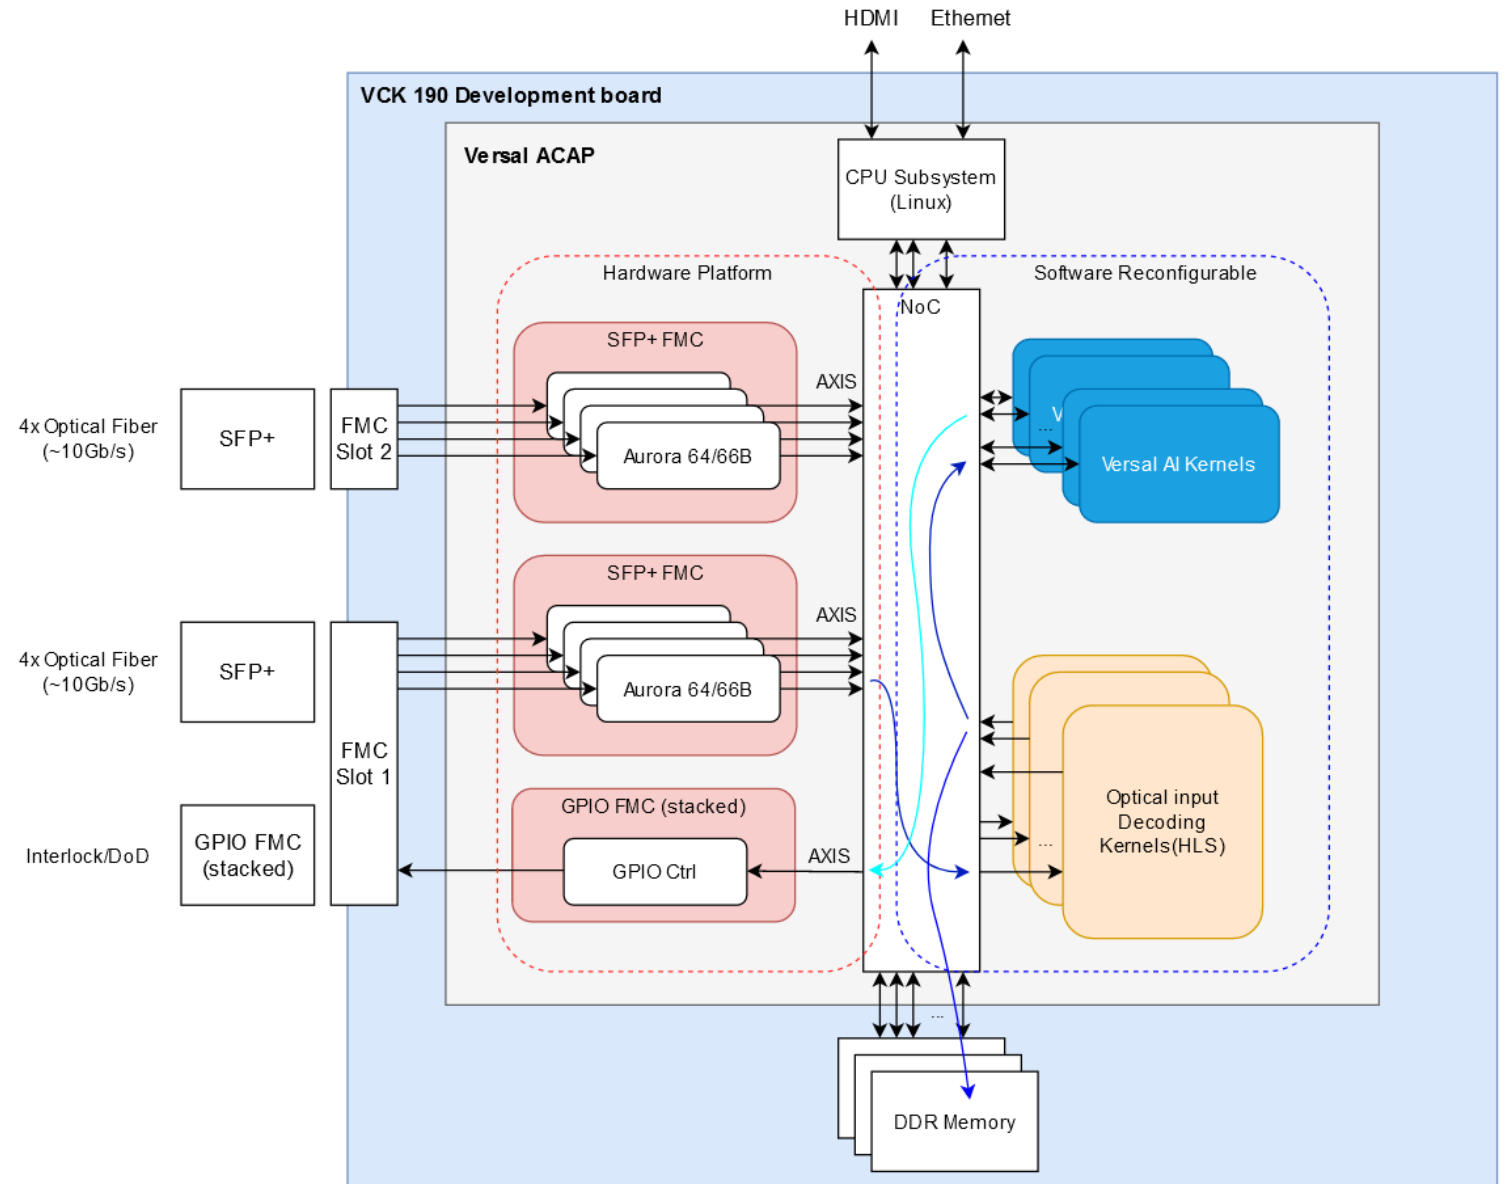 HDMI
Ethernet
VCK 190 Development board
Versal ACAP
CPU Subsystem
(Linux)
Hardware Platform
Software Reconfigurable
NoC
SFP+ FMC
AXIS
4x Optical Fiber
(~10Gb/s)
SFP+
FMC
Slot 2
Aurora 64/66B
V
...
Versal AI Kernels
SFP+ FMC
AXIS
4x Optical Fiber
(~10Gb/s)
SFP+
Aurora 64/66B
FMC
Slot 1
GPIO FMC (stacked)
Interlock/DoD
GPIO FMC
(stacked)
GPIO Ctrl
AXIS
Optical input
Decoding
Kernels(HLS)
...
...
DDR Memory